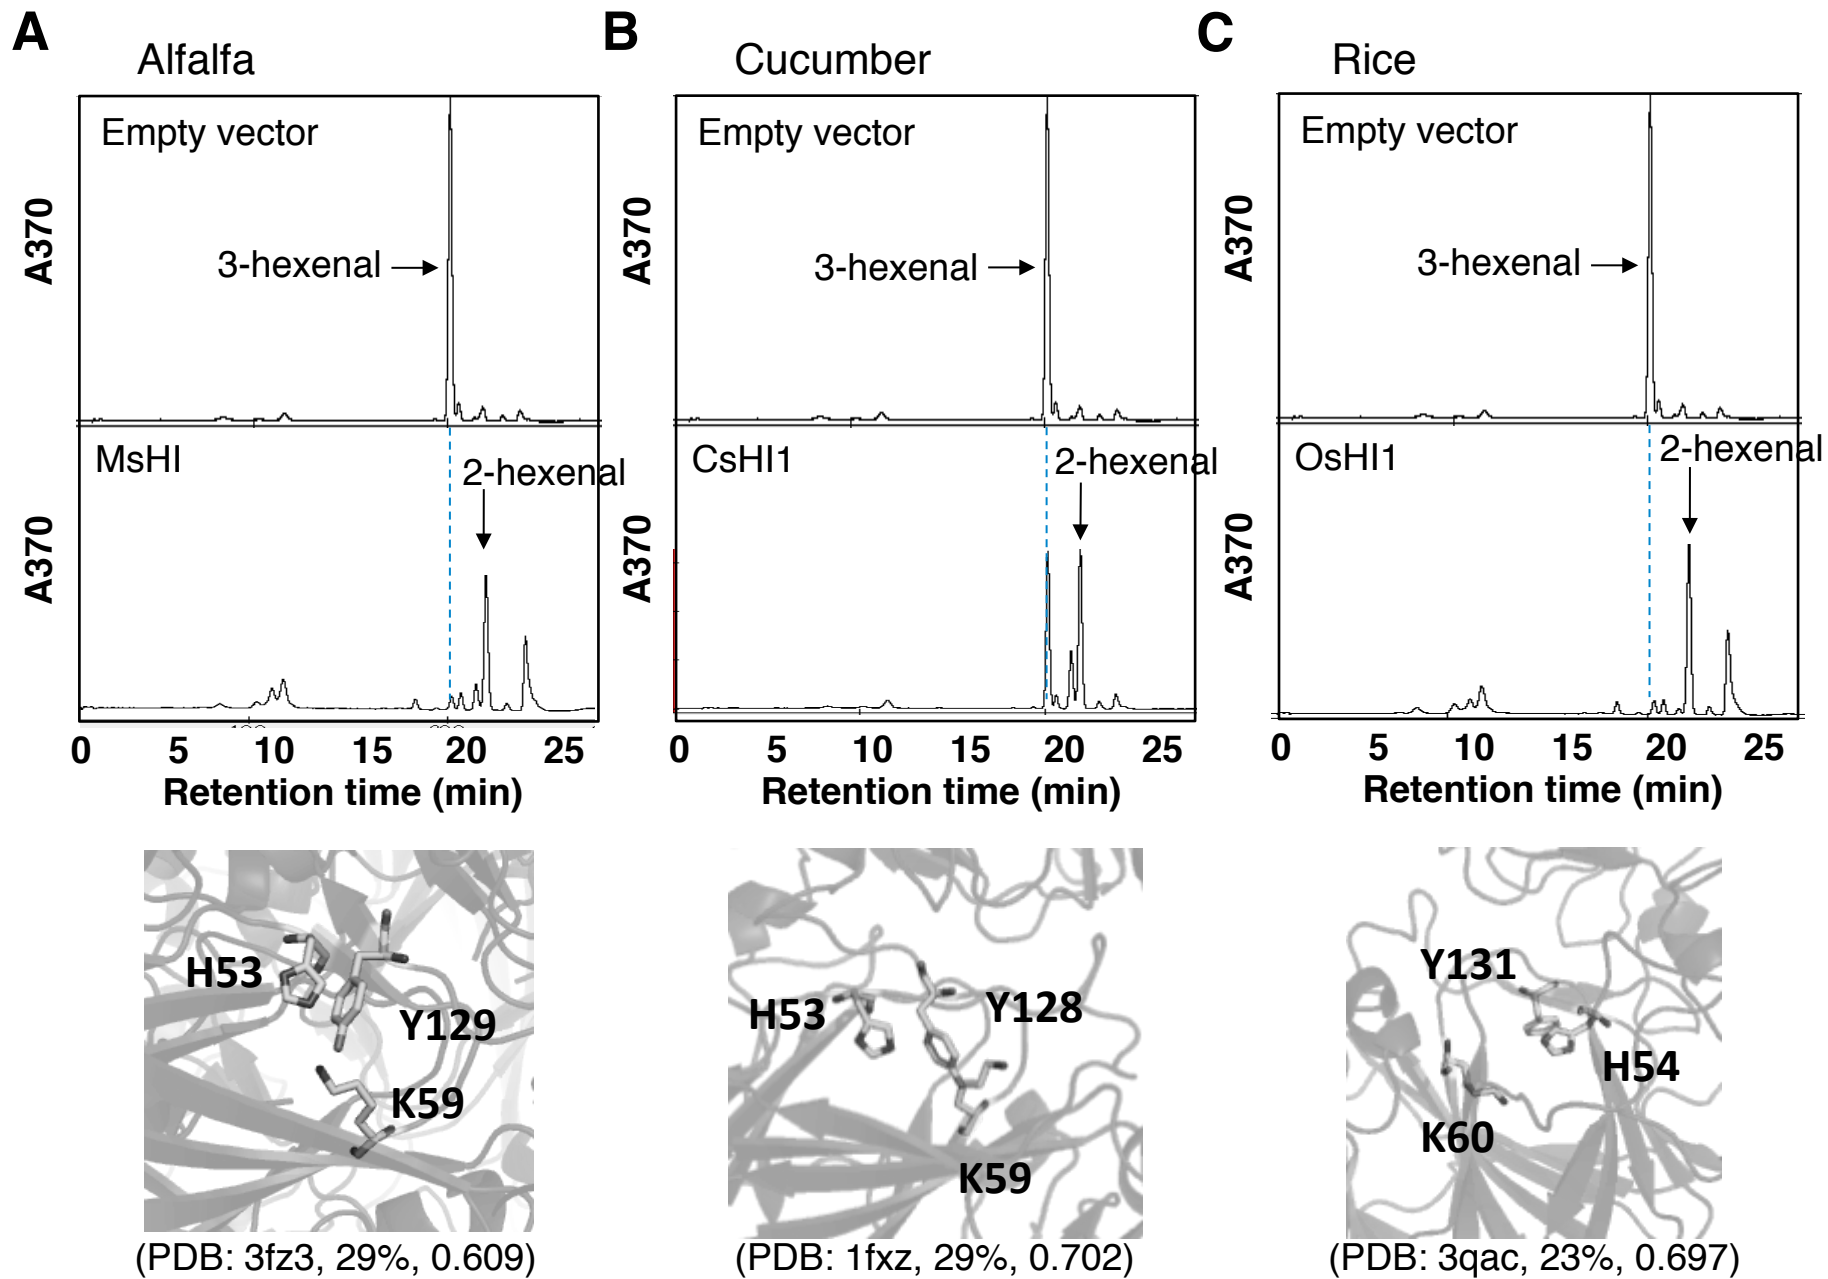 A
Alfalfa
Empty vector
3-hexenal
A370
MsHI
2-hexenal
A370
0 5 10 15 20 25
Retention time (min)
H53
Y129
K59
(PDB: 3fz3, 29%, 0.609)
B
Cucumber
Empty vector
3-hexenal
A370
CsHI1
2-hexenal
A370
0 5 10 15 20 25
Retention time (min)
H53
Y128
K59
(PDB: 1fxz, 29%, 0.702)
C
Rice
Empty vector
3-hexenal
A370
OsHI1
2-hexenal
A370
0 5 10 15 20 25
Retention time (min)
Y131
H54
K60
(PDB: 3qac, 23%, 0.697)